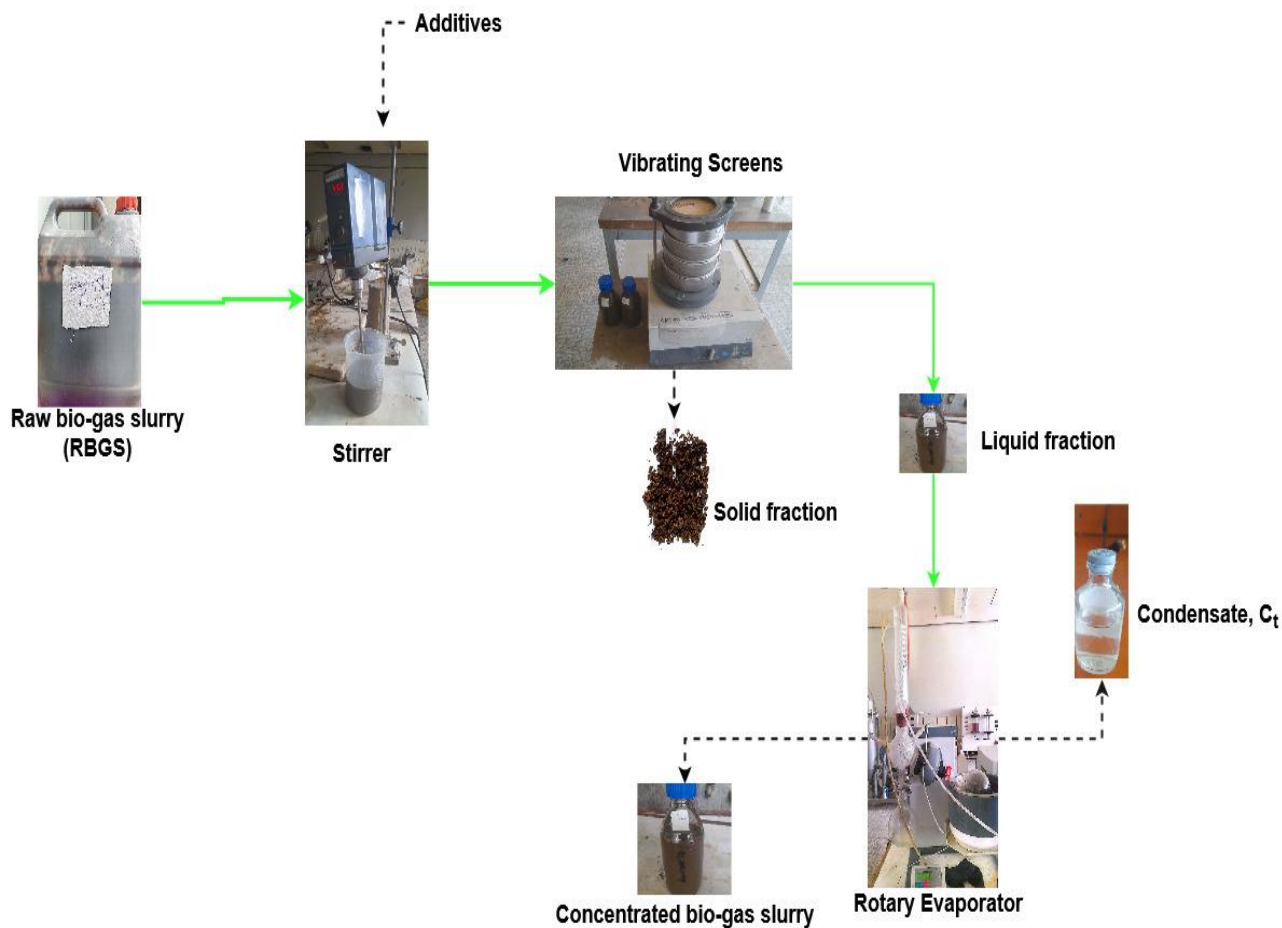 Additives
Vibrating Screens
Raw bio-gas slurry
(RBGS)
Stirrer
Liquid fraction
Solid fraction
Condensate, Cₜ
Concentrated bio-gas slurry
Rotary Evaporator